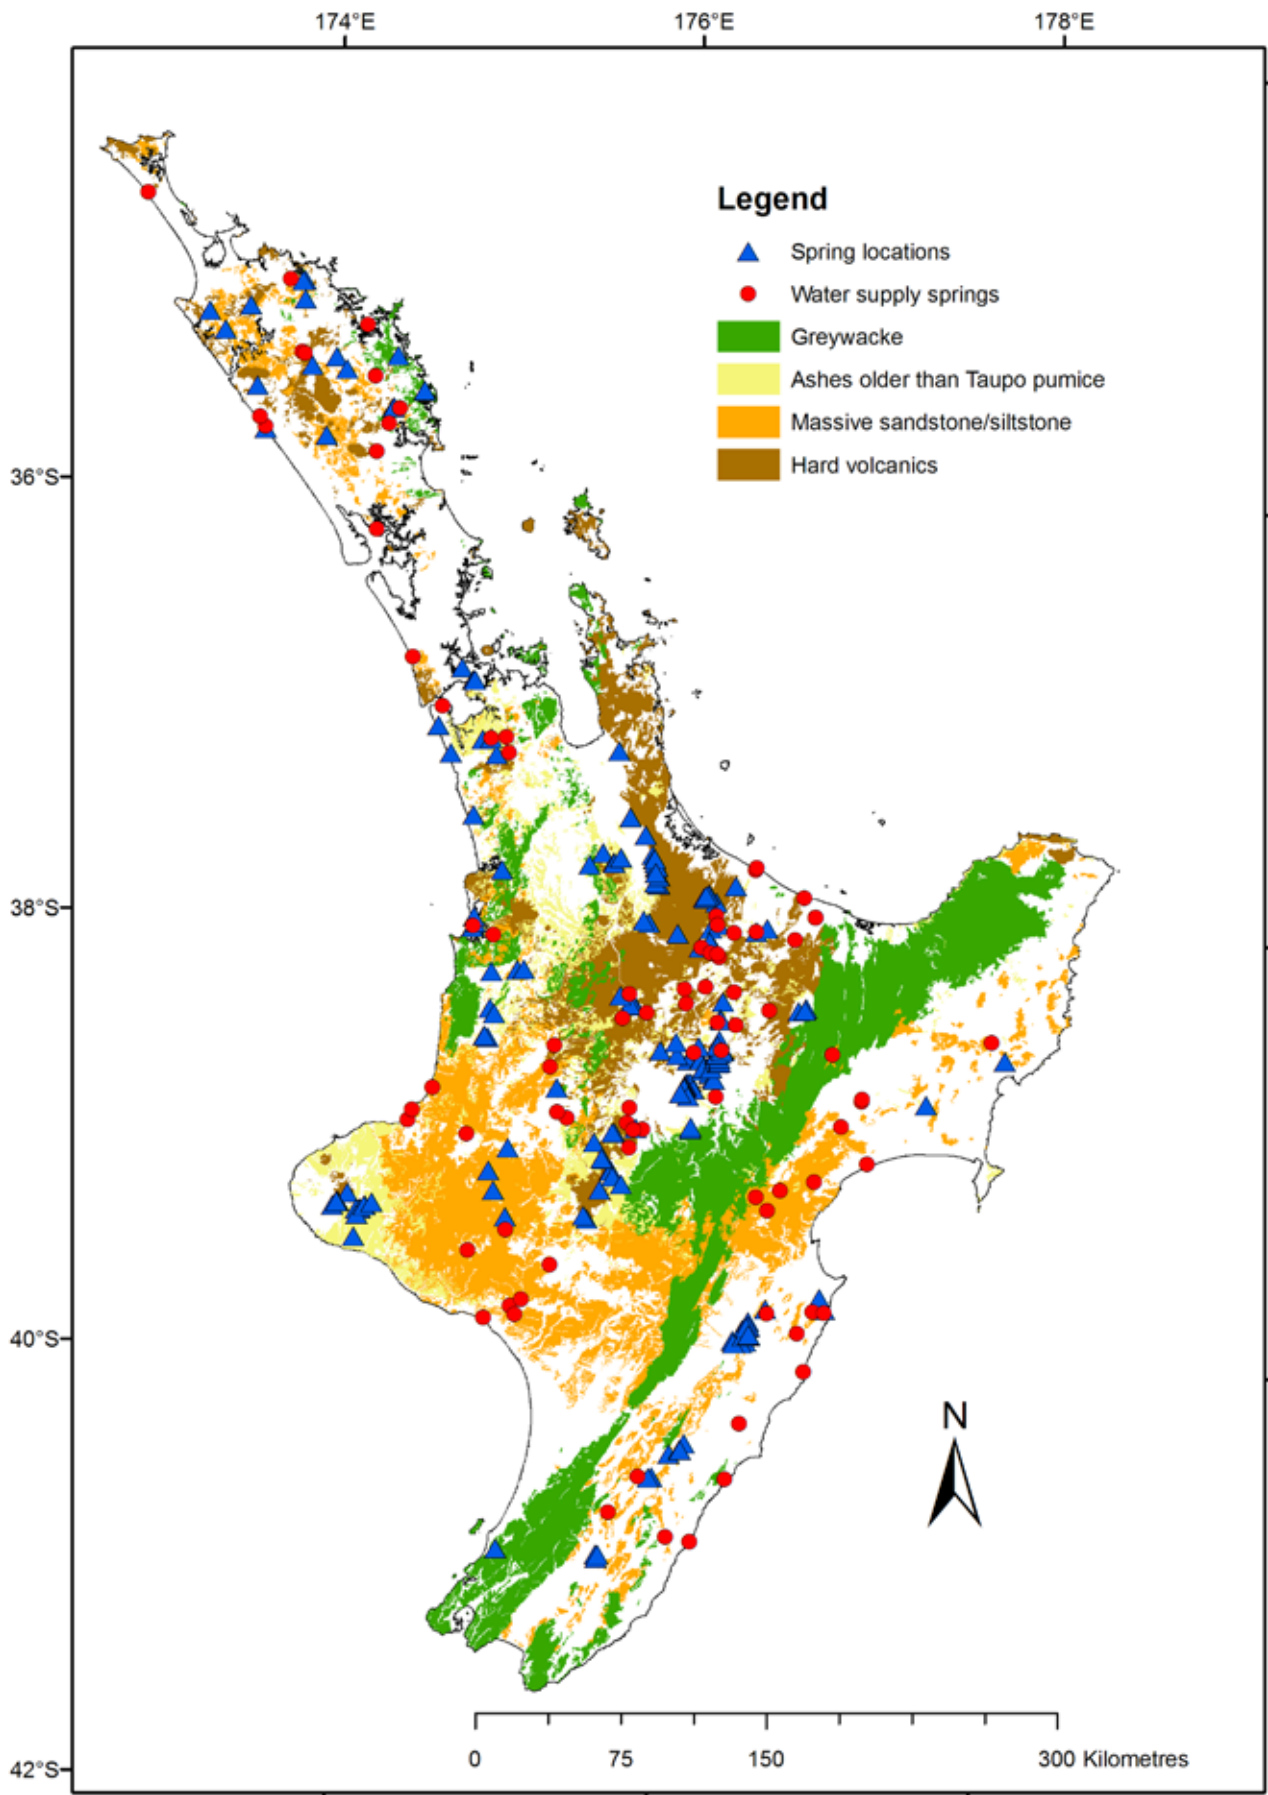 174°E 176°E 178°E
Legend
Spring locations
Water supply springs
Greywacke
Ashes older than Taupo pumice
Massive sandstone/siltstone
Hard volcanics
36°S
38°S
40°S
N
42°S
0 75 150 300 Kilometres